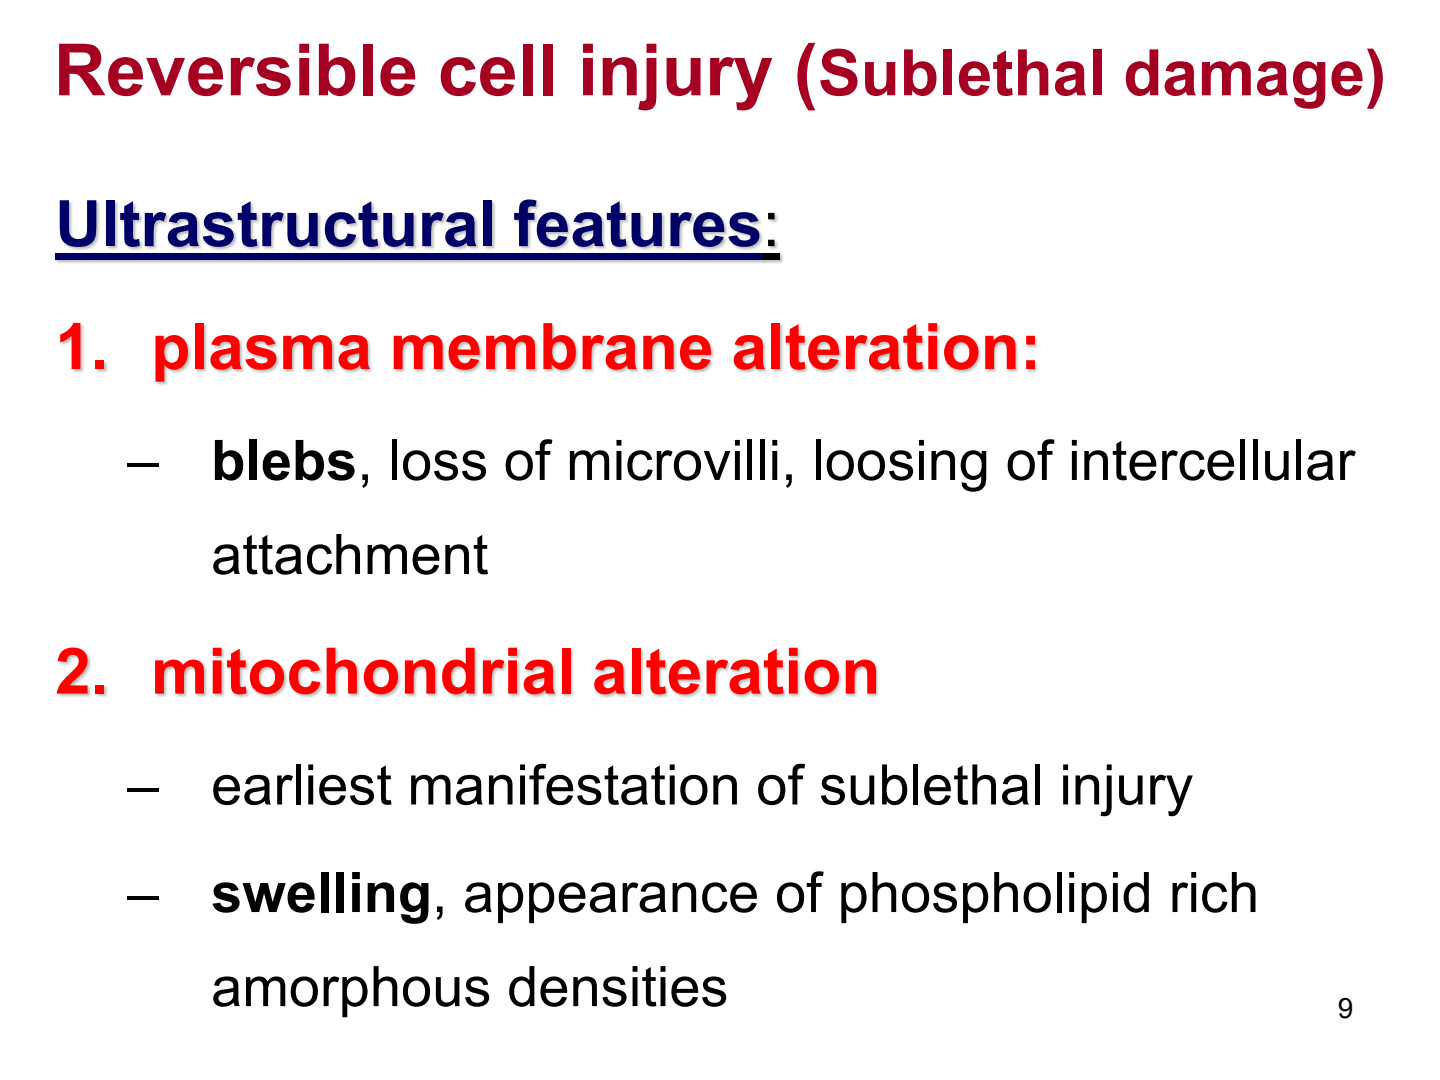 Reversible cell injury (Sublethal damage)
Ultrastructural features:
1. plasma membrane alteration:
– blebs, loss of microvilli, loosing of intercellular
attachment
2. mitochondrial alteration
– earliest manifestation of sublethal injury
– swelling, appearance of phospholipid rich
amorphous densities
9